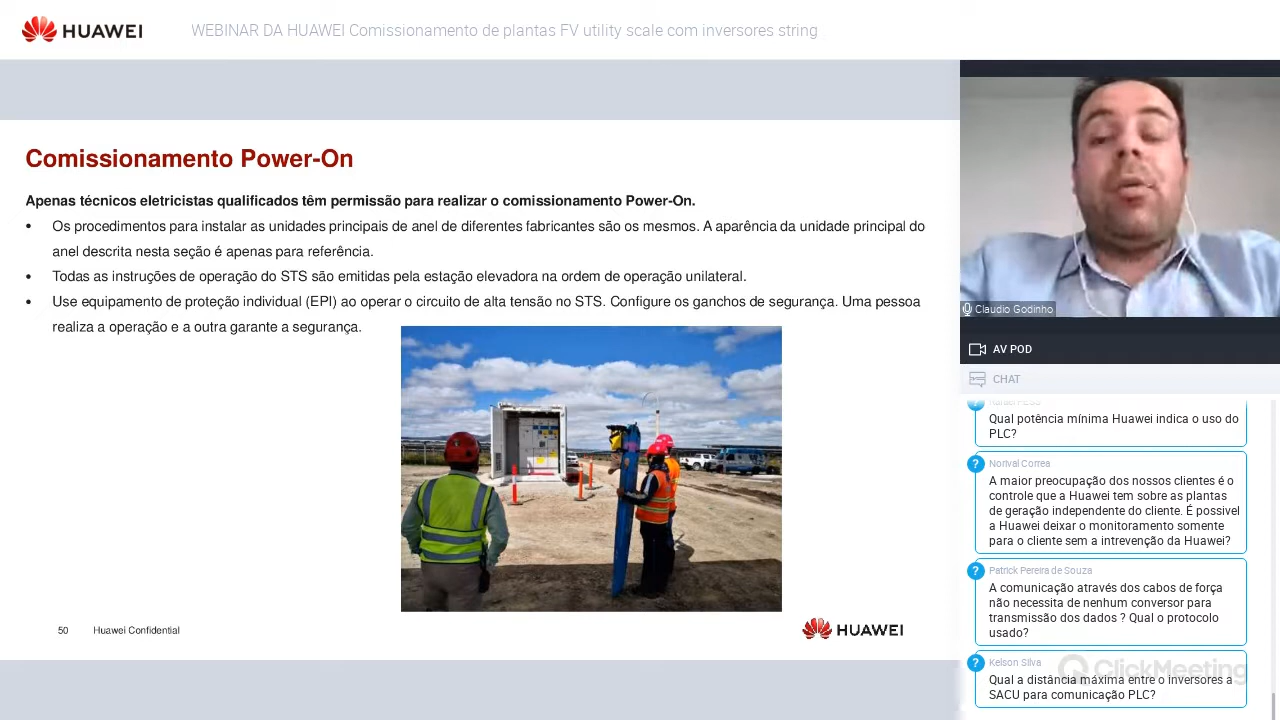 HUAWEI
WEBINAR DA HUAWEI Comissionamento de plantas FV utility scale com inversores string
Comissionamento Power-On
Apenas técnicos eletricistas qualificados têm permissão para realizar o comissionamento Power-On.
• Os procedimentos para instalar as unidades principais de anel de diferentes fabricantes são os mesmos. A aparência da unidade principal do
anel descrita nesta seção é apenas para referência.
• Todas as instruções de operação do STS são emitidas pela estação elevadora na ordem de operação unilateral.
• Use equipamento de proteção individual (EPI) ao operar o circuito de alta tensão no STS. Configure os ganchos de segurança. Uma pessoa
realiza a operação e a outra garante a segurança.
50 Huawei Confidential
HUAWEI
Claudio Godinho
AV POD
CHAT
Qual potência mínima Huawei indica o uso do
PLC?
?
Norival Correa
A maior preocupação dos nossos clientes é o
controle que a Huawei tem sobre as plantas
de geração independente do cliente. É possivel
a Huawei deixar o monitoramento somente
para o cliente sem a intrevenção da Huawei?
?
Patrick Pereira de Souza
A comunicação através dos cabos de força
não necessita de nenhum conversor para
transmissão dos dados ? Qual o protocolo
usado?
?
Kelson Silva
Qual a distância máxima entre o inversores a
SACU para comunicação PLC?
ClickMeeting